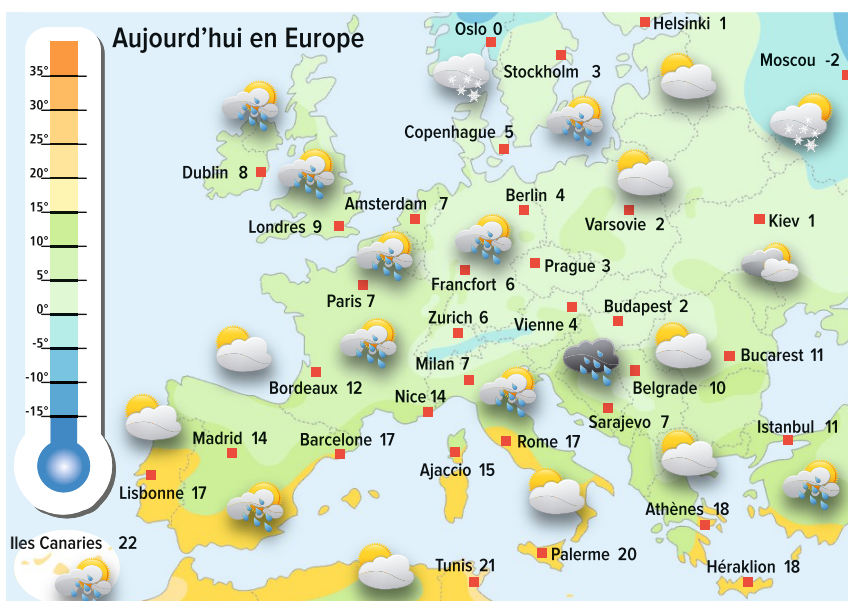 Aujourd’hui en Europe
35°
30°
25°
20°
15°
10°
5°
0°
-5°
-10°
-15°
Oslo 0
Helsinki 1
Stockholm 3
Moscou -2
Copenhague 5
Dublin 8
Amsterdam 7
Berlin 4
Londres 9
Varsovie 2
Kiev 1
Prague 3
Paris 7
Francfort 6
Zurich 6
Vienne 4
Budapest 2
Milan 7
Bucarest 11
Bordeaux 12
Nice 14
Belgrade 10
Sarajevo 7
Istanbul 11
Madrid 14
Barcelone 17
Rome 17
Ajaccio 15
Lisbonne 17
Athènes 18
Iles Canaries 22
Tunis 21
Palerme 20
Héraklion 18